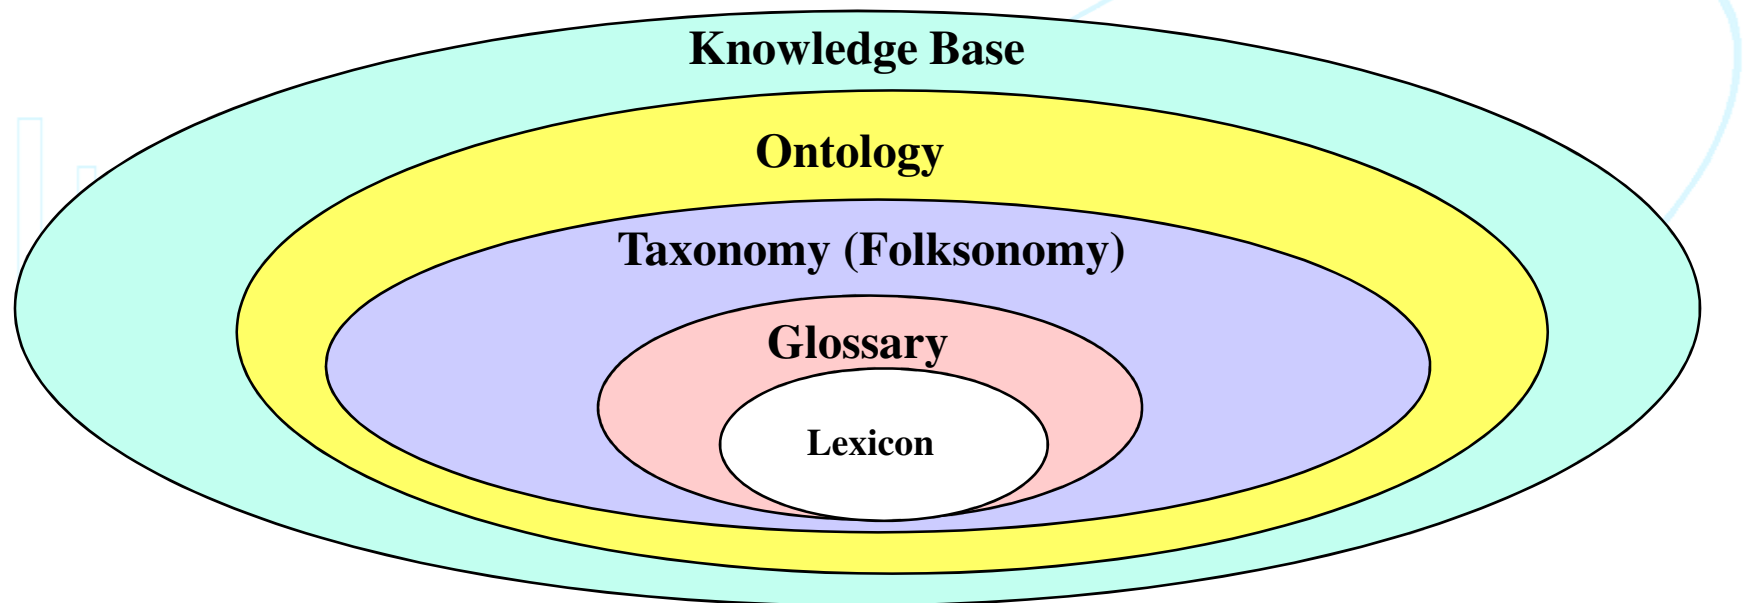 Knowledge Base
Ontology
Taxonomy (Folksonomy)
Glossary
Lexicon